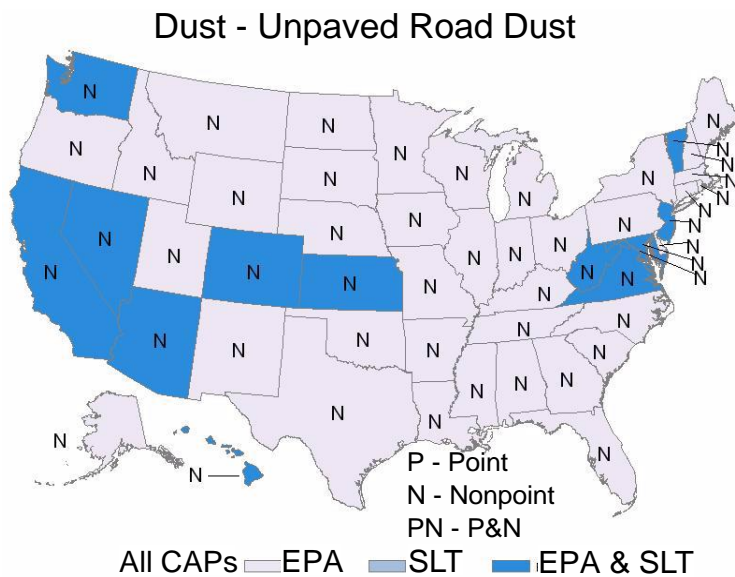 Dust - Unpaved Road Dust
N
N N N
N N N
N N
N N N N
N N N
N N N N
N N N N N
N N N N N
N N N N N N
N N N N N N N
N N N N N N
N
N
P - Point
N - Nonpoint
PN - P&N
All CAPs EPA SLT EPA & SLT